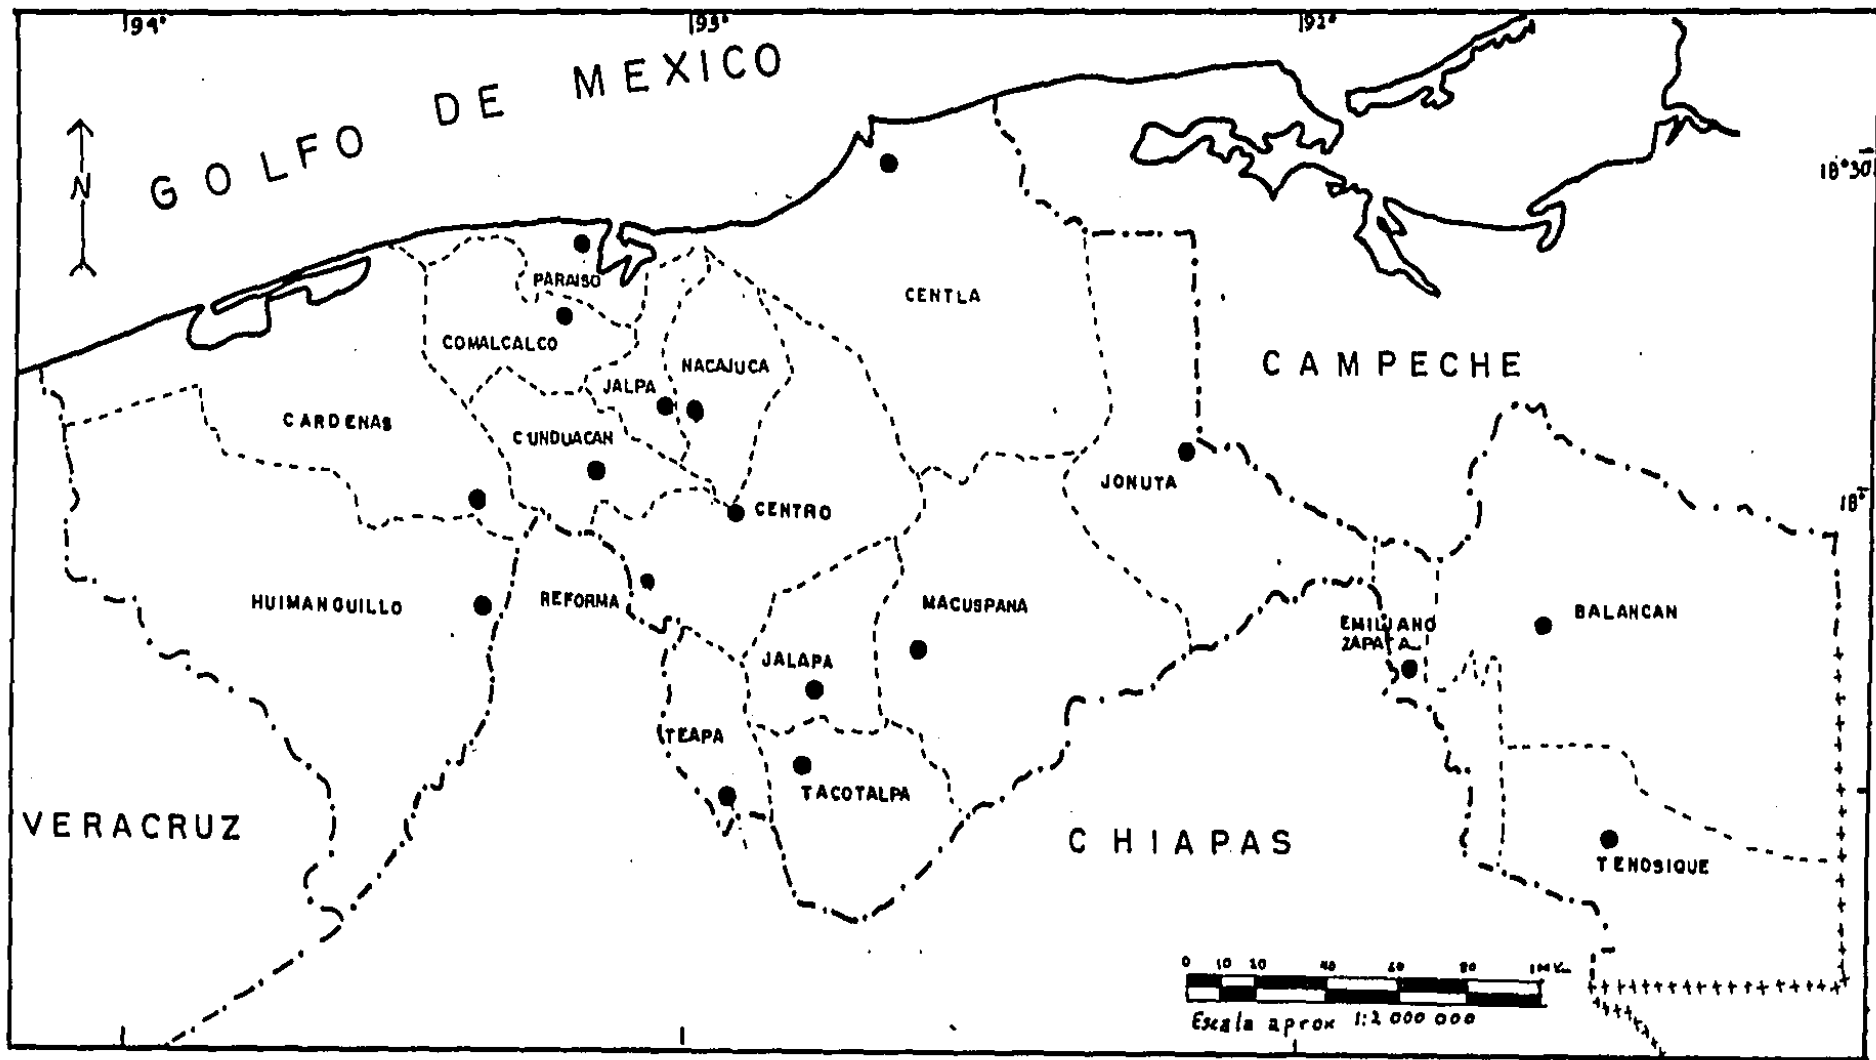 94°
93°
92°
GOLFO DE MEXICO
N
18°30'
PARAISO
CENTLA
COMALCALCO
NACAJUCA
CAMPECHE
JALPA
CARDENAS
CUNDUACAN
JONUTA
18°
CENTRO
HUIMANGUILLO
REFORMA
MACUSPANA
EMILIANO
ZAPATA
BALANCAN
JALAPA
TEAPA
TACOTALPA
VERACRUZ
CHIAPAS
TENOSIQUE
0 10 20 40 60 80 100 Km
Escala aprox 1:2 000 000